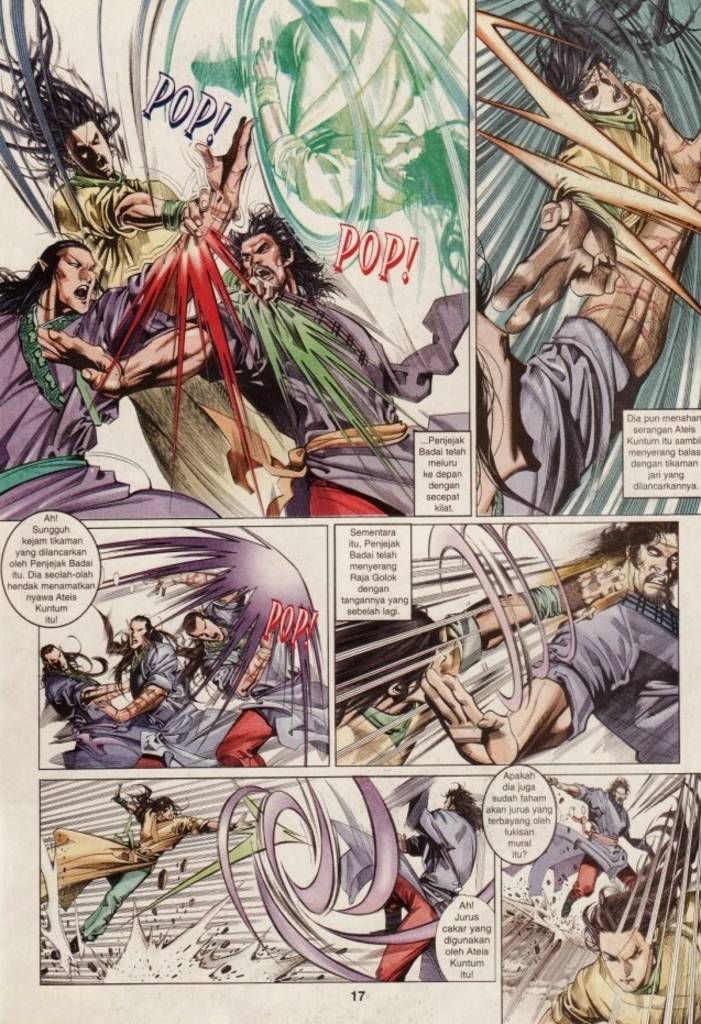 POP!
POP!
...Penjejak
Badai telah
meluru
ke depan
dengan
secepat
kilat.
Dia pun menahan
serangan Ateis
Kuntum itu sambil
menyerang balas
dengan tikaman
jari yang
dilancarkannya.
Ah!
Sungguh
kejam tikaman
yang dilancarkan
oleh Penjejak Badai
itu. Dia seolah-olah
hendak menamatkan
nyawa Ateis
Kuntum
itu!
POP!
Sementara
itu, Penjejak
Badai telah
menyerang
Raja Golok
dengan
tangannya yang
sebelah lagi.
Ah!
Jurus
cakar yang
digunakan
oleh Ateis
Kuntum
itu!
Apakah
dia juga
sudah faham
akan jurus yang
terbayang oleh
lukisan
mural
itu?
17